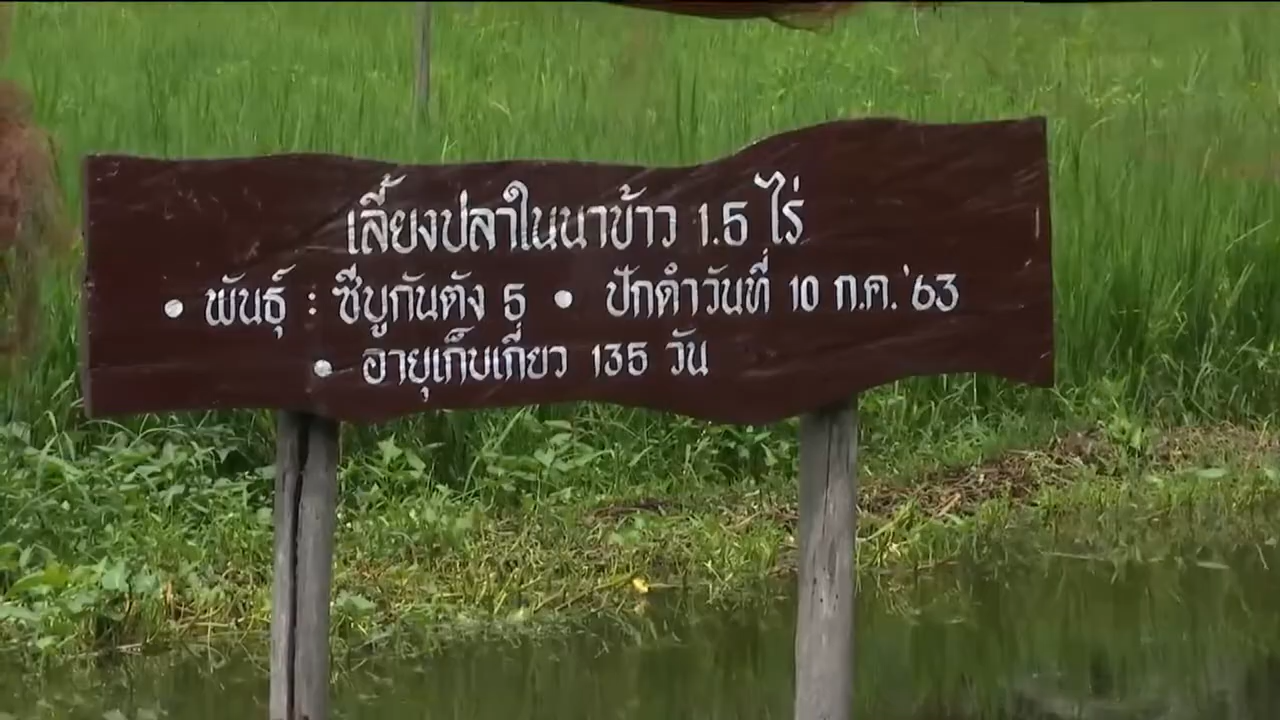 เลี้ยงปลาในนาข้าว 1.5 ไร่
• พันธุ์ : ซีบูกันตัง 5 • ปักดำวันที่ 10 ก.ค. '63
• อายุเก็บเกี่ยว 135 วัน